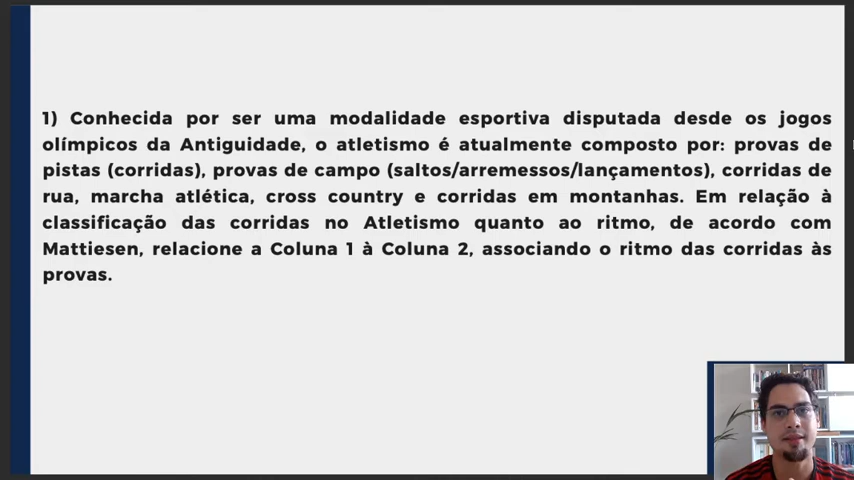 1) Conhecida por ser uma modalidade esportiva disputada desde os jogos
olímpicos da Antiguidade, o atletismo é atualmente composto por: provas de
pistas (corridas), provas de campo (saltos/arremessos/lançamentos), corridas de
rua, marcha atlética, cross country e corridas em montanhas. Em relação à
classificação das corridas no Atletismo quanto ao ritmo, de acordo com
Mattiesen, relacione a Coluna 1 à Coluna 2, associando o ritmo das corridas às
provas.